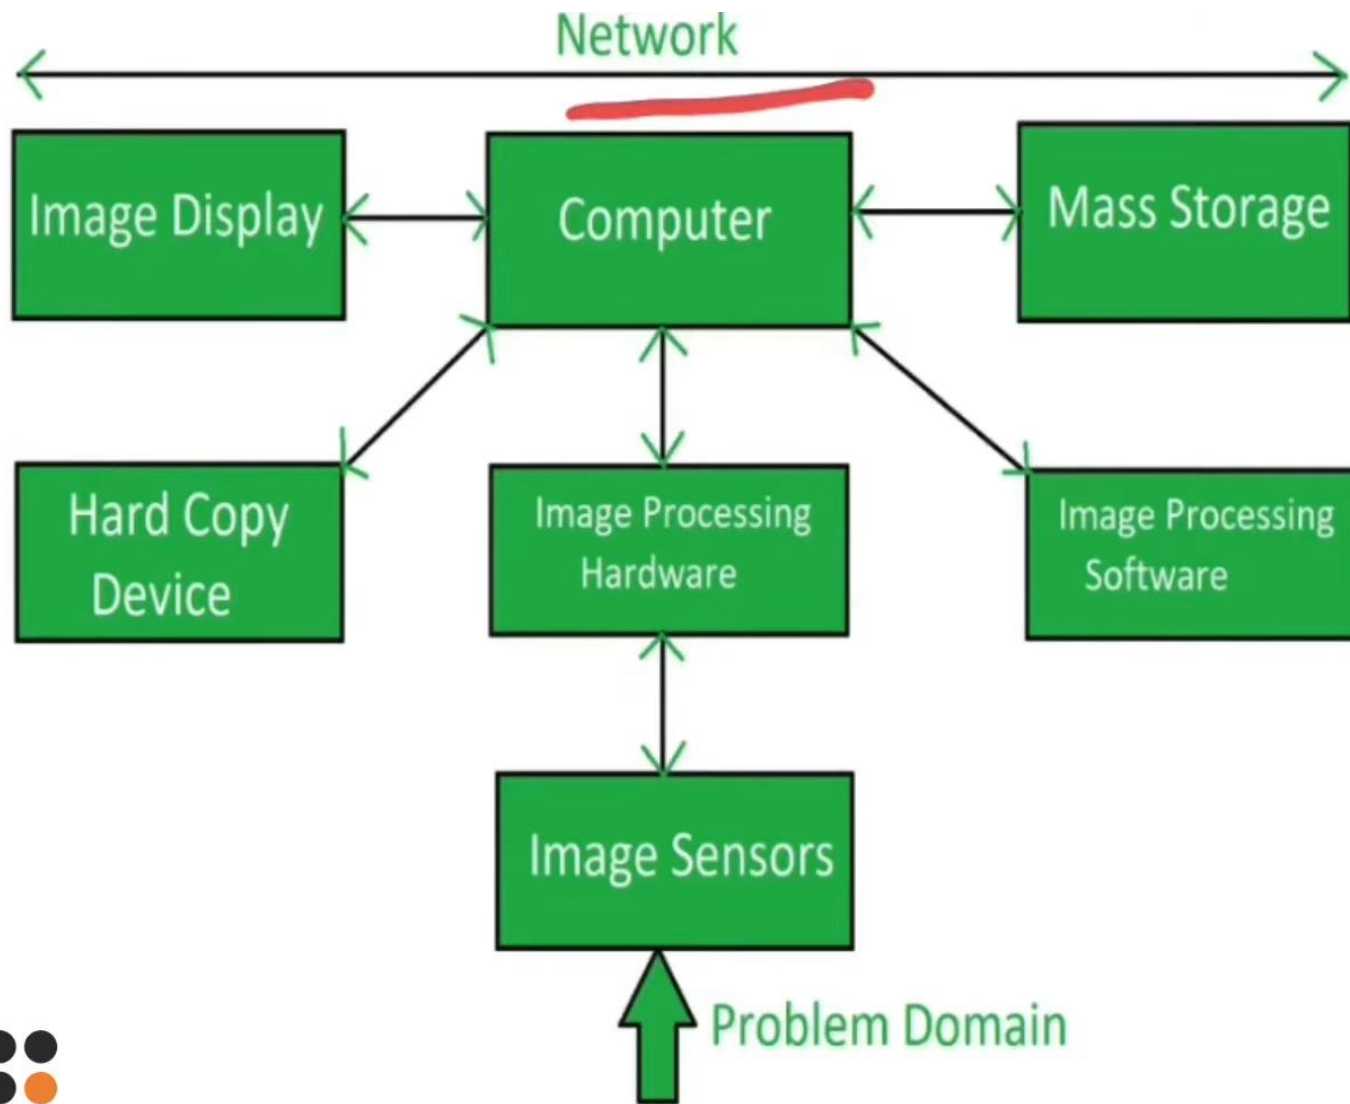 Network
Image Display
Computer
Mass Storage
Hard Copy
Device
Image Processing
Hardware
Image Processing
Software
Image Sensors
Problem Domain